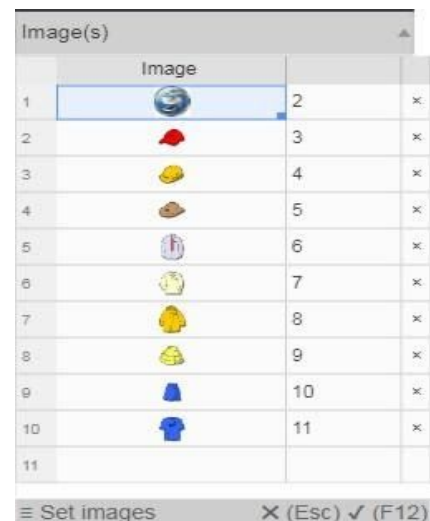 Image(s)
Image
1 2 ×
2 3 ×
3 4 ×
4 5 ×
5 6 ×
6 7 ×
7 8 ×
8 9 ×
9 10 ×
10 11 ×
11
≡ Set images × (Esc) ✓ (F12)